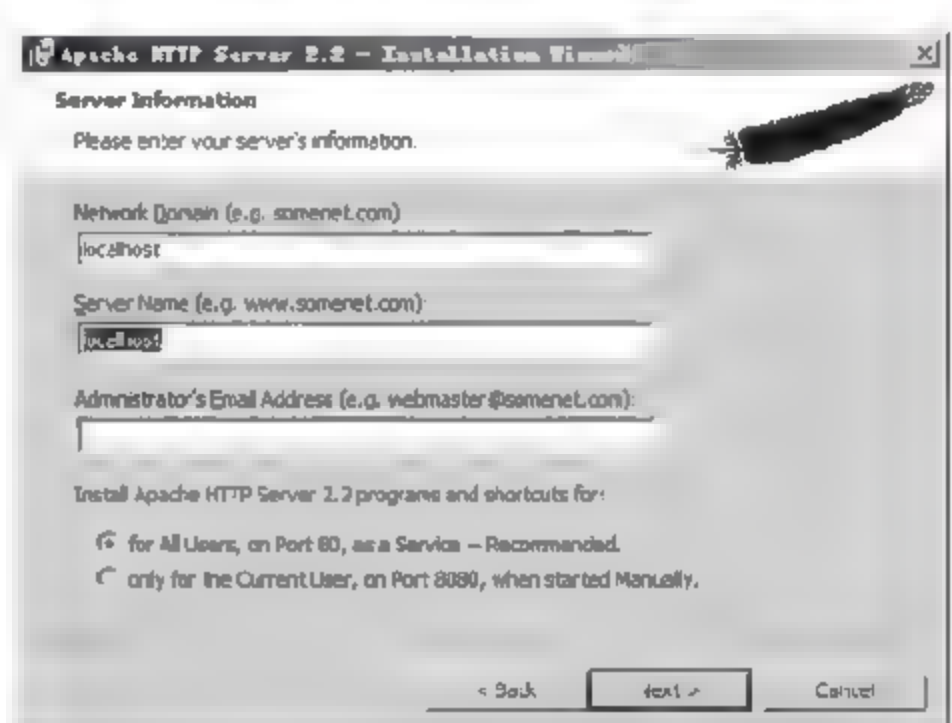 Apache HTTP Server 2.2 - Installation Wizard
Server Information
Please enter your server's information.
Network Domain (e.g. somenet.com)
localhost
Server Name (e.g. www.somenet.com):
localhost
Administrator's Email Address (e.g. webmaster@somenet.com):
Install Apache HTTP Server 2.2 programs and shortcuts for:
for All Users, on Port 80, as a Service -- Recommended.
only for the Current User, on Port 8080, when started Manually.
< Back
Next >
Cancel